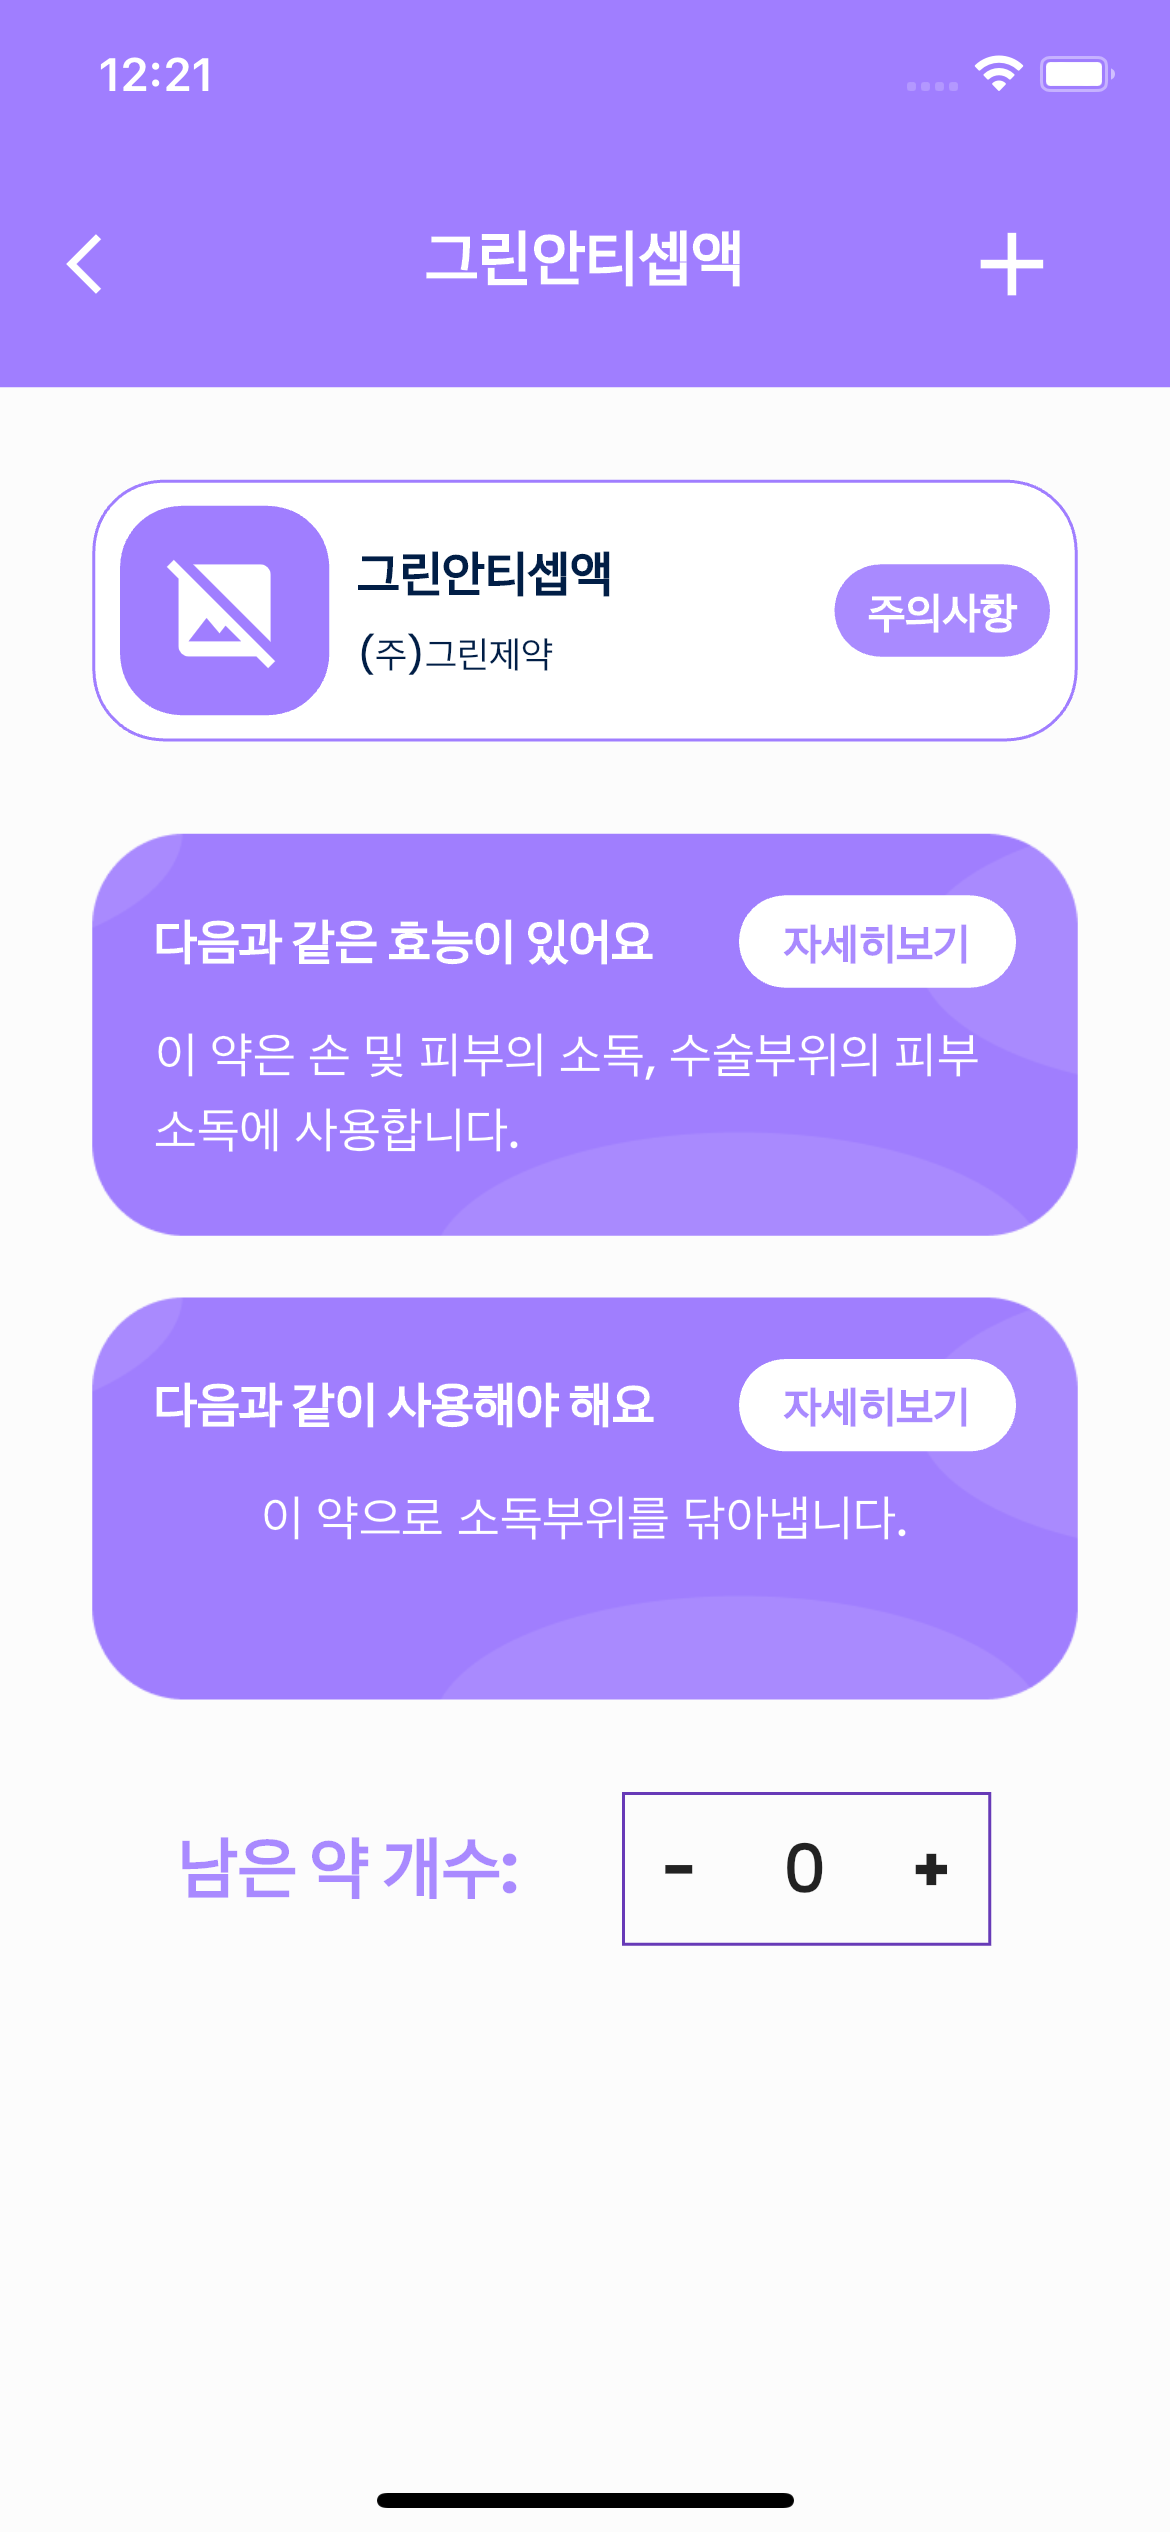 12:21
그린안티셉액
그린안티셉액
(주)그린제약
주의사항
다음과 같은 효능이 있어요
자세히보기
이 약은 손 및 피부의 소독, 수술부위의 피부
소독에 사용합니다.
다음과 같이 사용해야 해요
자세히보기
이 약으로 소독부위를 닦아냅니다.
남은 약 개수:
- 0 +